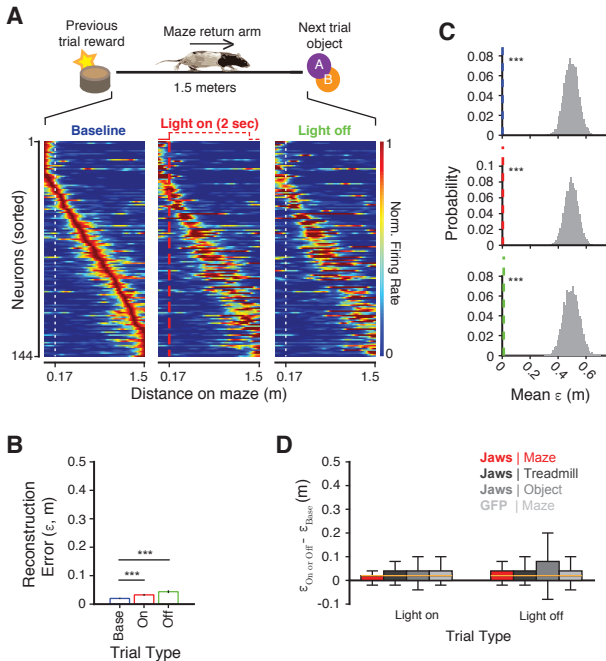 A
Previous
trial reward
Maze return arm
1.5 meters
Next trial
object
A
B
Baseline
Light on (2 sec)
Light off
Neurons (sorted)
1
144
0.17
1.5
0.17
1.5
0.17
1.5
Distance on maze (m)
1
0
Norm. Firing Rate
C
0.08
0.06
0.04
0.02
0
***
0.1
0.08
0.06
0.04
0.02
0
***
0.08
0.06
0.04
0.02
0
***
Probability
0
0.2
0.4
0.6
Mean ε (m)
B
Reconstruction
Error (ε, m)
0.5
0.4
0.3
0.2
0.1
0
***
***
Base
On
Off
Trial Type
D
εOn or Off - εBase (m)
0.5
0.4
0.3
0.2
0.1
0
-0.1
Jaws | Maze
Jaws | Treadmill
Jaws | Object
GFP | Maze
Light on
Light off
Trial Type